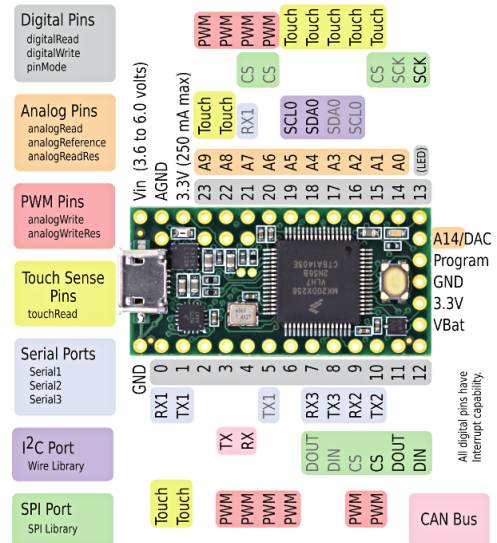 Digital Pins
digitalRead
digitalWrite
pinMode
Analog Pins
analogRead
analogReference
analogReadRes
PWM Pins
analogWrite
analogWriteRes
Touch Sense
Pins
touchRead
Serial Ports
Serial1
Serial2
Serial3
I²C Port
Wire Library
SPI Port
SPI Library
PWM PWM PWM PWM Touch Touch Touch Touch Touch
CS CS CS SCK SCK
Touch Touch RX1 SCL0 SDA0 SDA0 SCL0
Vin (3.6 to 6.0 volts)
AGND
3.3V (250 mA max)
A9 A8 A7 A6 A5 A4 A3 A2 A1 A0 (LED)
23 22 21 20 19 18 17 16 15 14 13
MK20DX256
VLH7
2N58B
CTBA1403E
A14/DAC
Program
GND
3.3V
VBat
GND 0 1 2 3 4 5 6 7 8 9 10 11 12
RX1 TX1 TX1 RX3 TX3 RX2 TX2
TX RX
DOUT DIN CS CS DOUT DIN
Touch Touch PWM PWM PWM PWM PWM PWM
All digital pins have
Interrupt capability.
CAN Bus